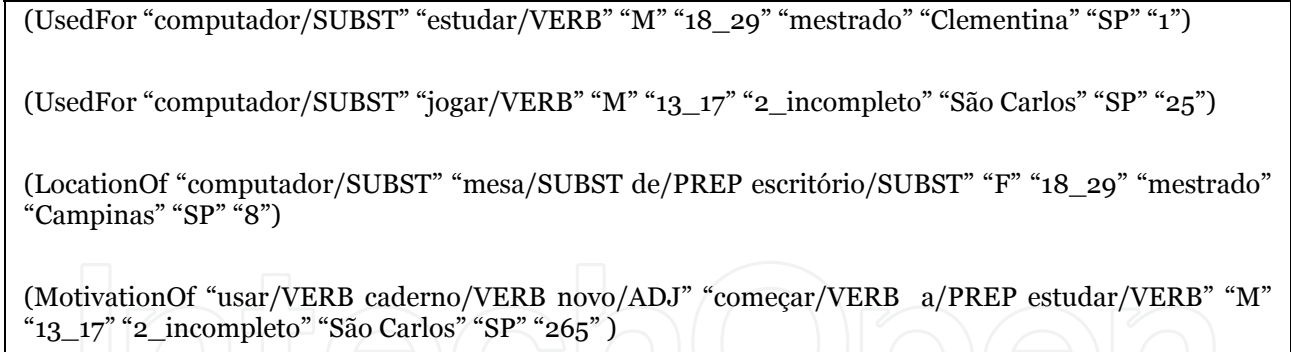 (UsedFor “computador/SUBST” “estudar/VERB” “M” “18_29” “mestrado” “Clementina” “SP” “1”)
(UsedFor “computador/SUBST” “jogar/VERB” “M” “13_17” “2_incompleto” “São Carlos” “SP” “25”)
(LocationOf “computador/SUBST” “mesa/SUBST de/PREP escritório/SUBST” “F” “18_29” “mestrado”
“Campinas” “SP” “8”)
(MotivationOf “usar/VERB caderno/VERB novo/ADJ” “começar/VERB a/PREP estudar/VERB” “M”
“13_17” “2_incompleto” “São Carlos” “SP” “265” )
IntechOpen